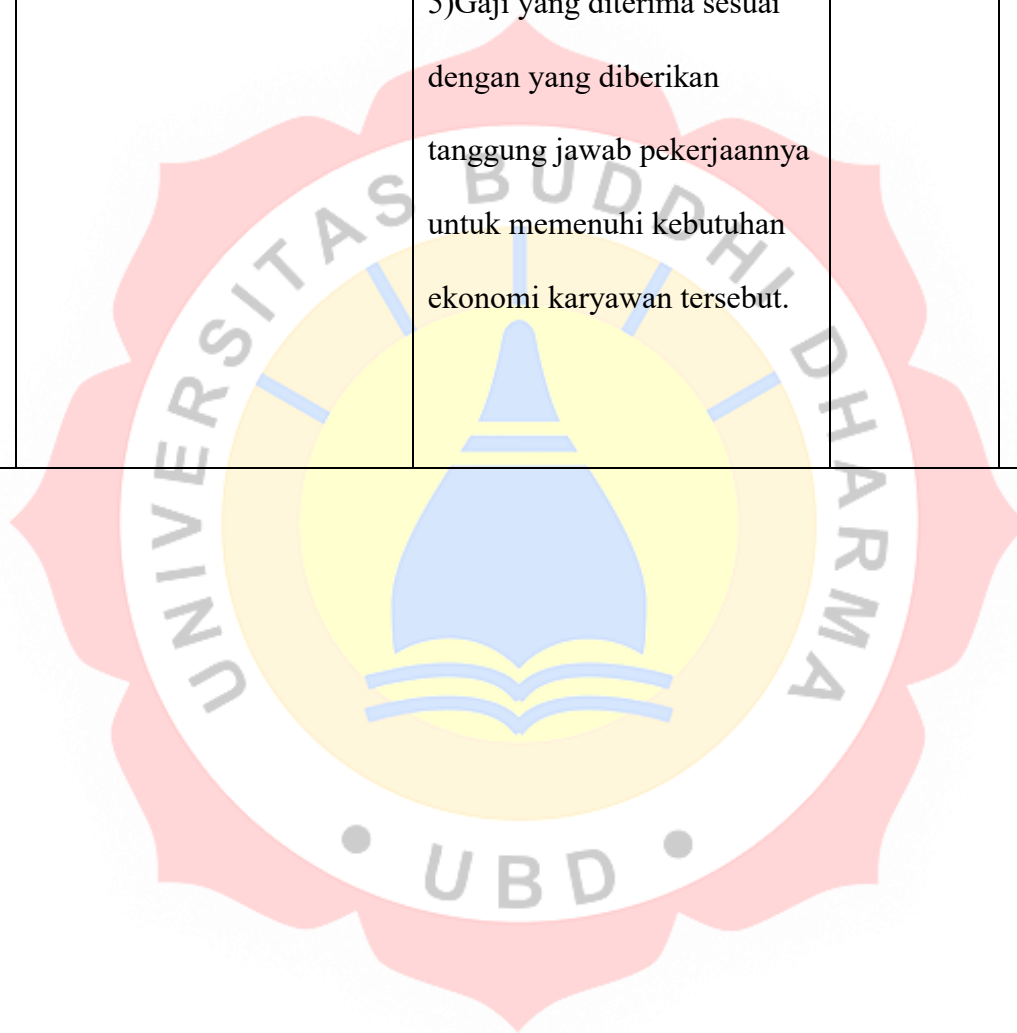 5)Gaji yang diterima sesuai
dengan yang diberikan
tanggung jawab pekerjaannya
untuk memenuhi kebutuhan
ekonomi karyawan tersebut.
UNIVERSITAS BUDDHI DHARMA
• UBD •